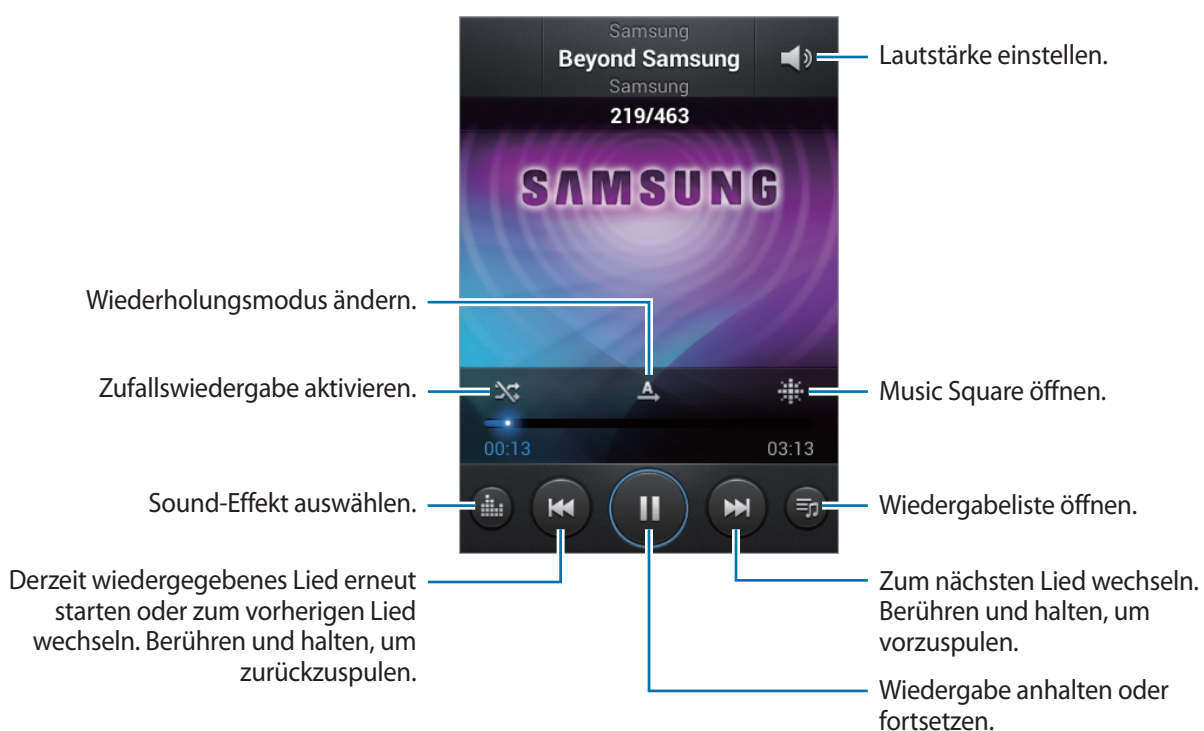 Samsung
Beyond Samsung
Samsung
219/463
Lautstärke einstellen.
SAMSUNG
Wiederholungsmodus ändern.
Zufallswiedergabe aktivieren.
A
Music Square öffnen.
00:13
03:13
Sound-Effekt auswählen.
Wiedergabeliste öffnen.
Derzeit wiedergegebenes Lied erneut
starten oder zum vorherigen Lied
wechseln. Berühren und halten, um
zurückzuspulen.
Zum nächsten Lied wechseln.
Berühren und halten, um
vorzuspulen.
Wiedergabe anhalten oder
fortsetzen.